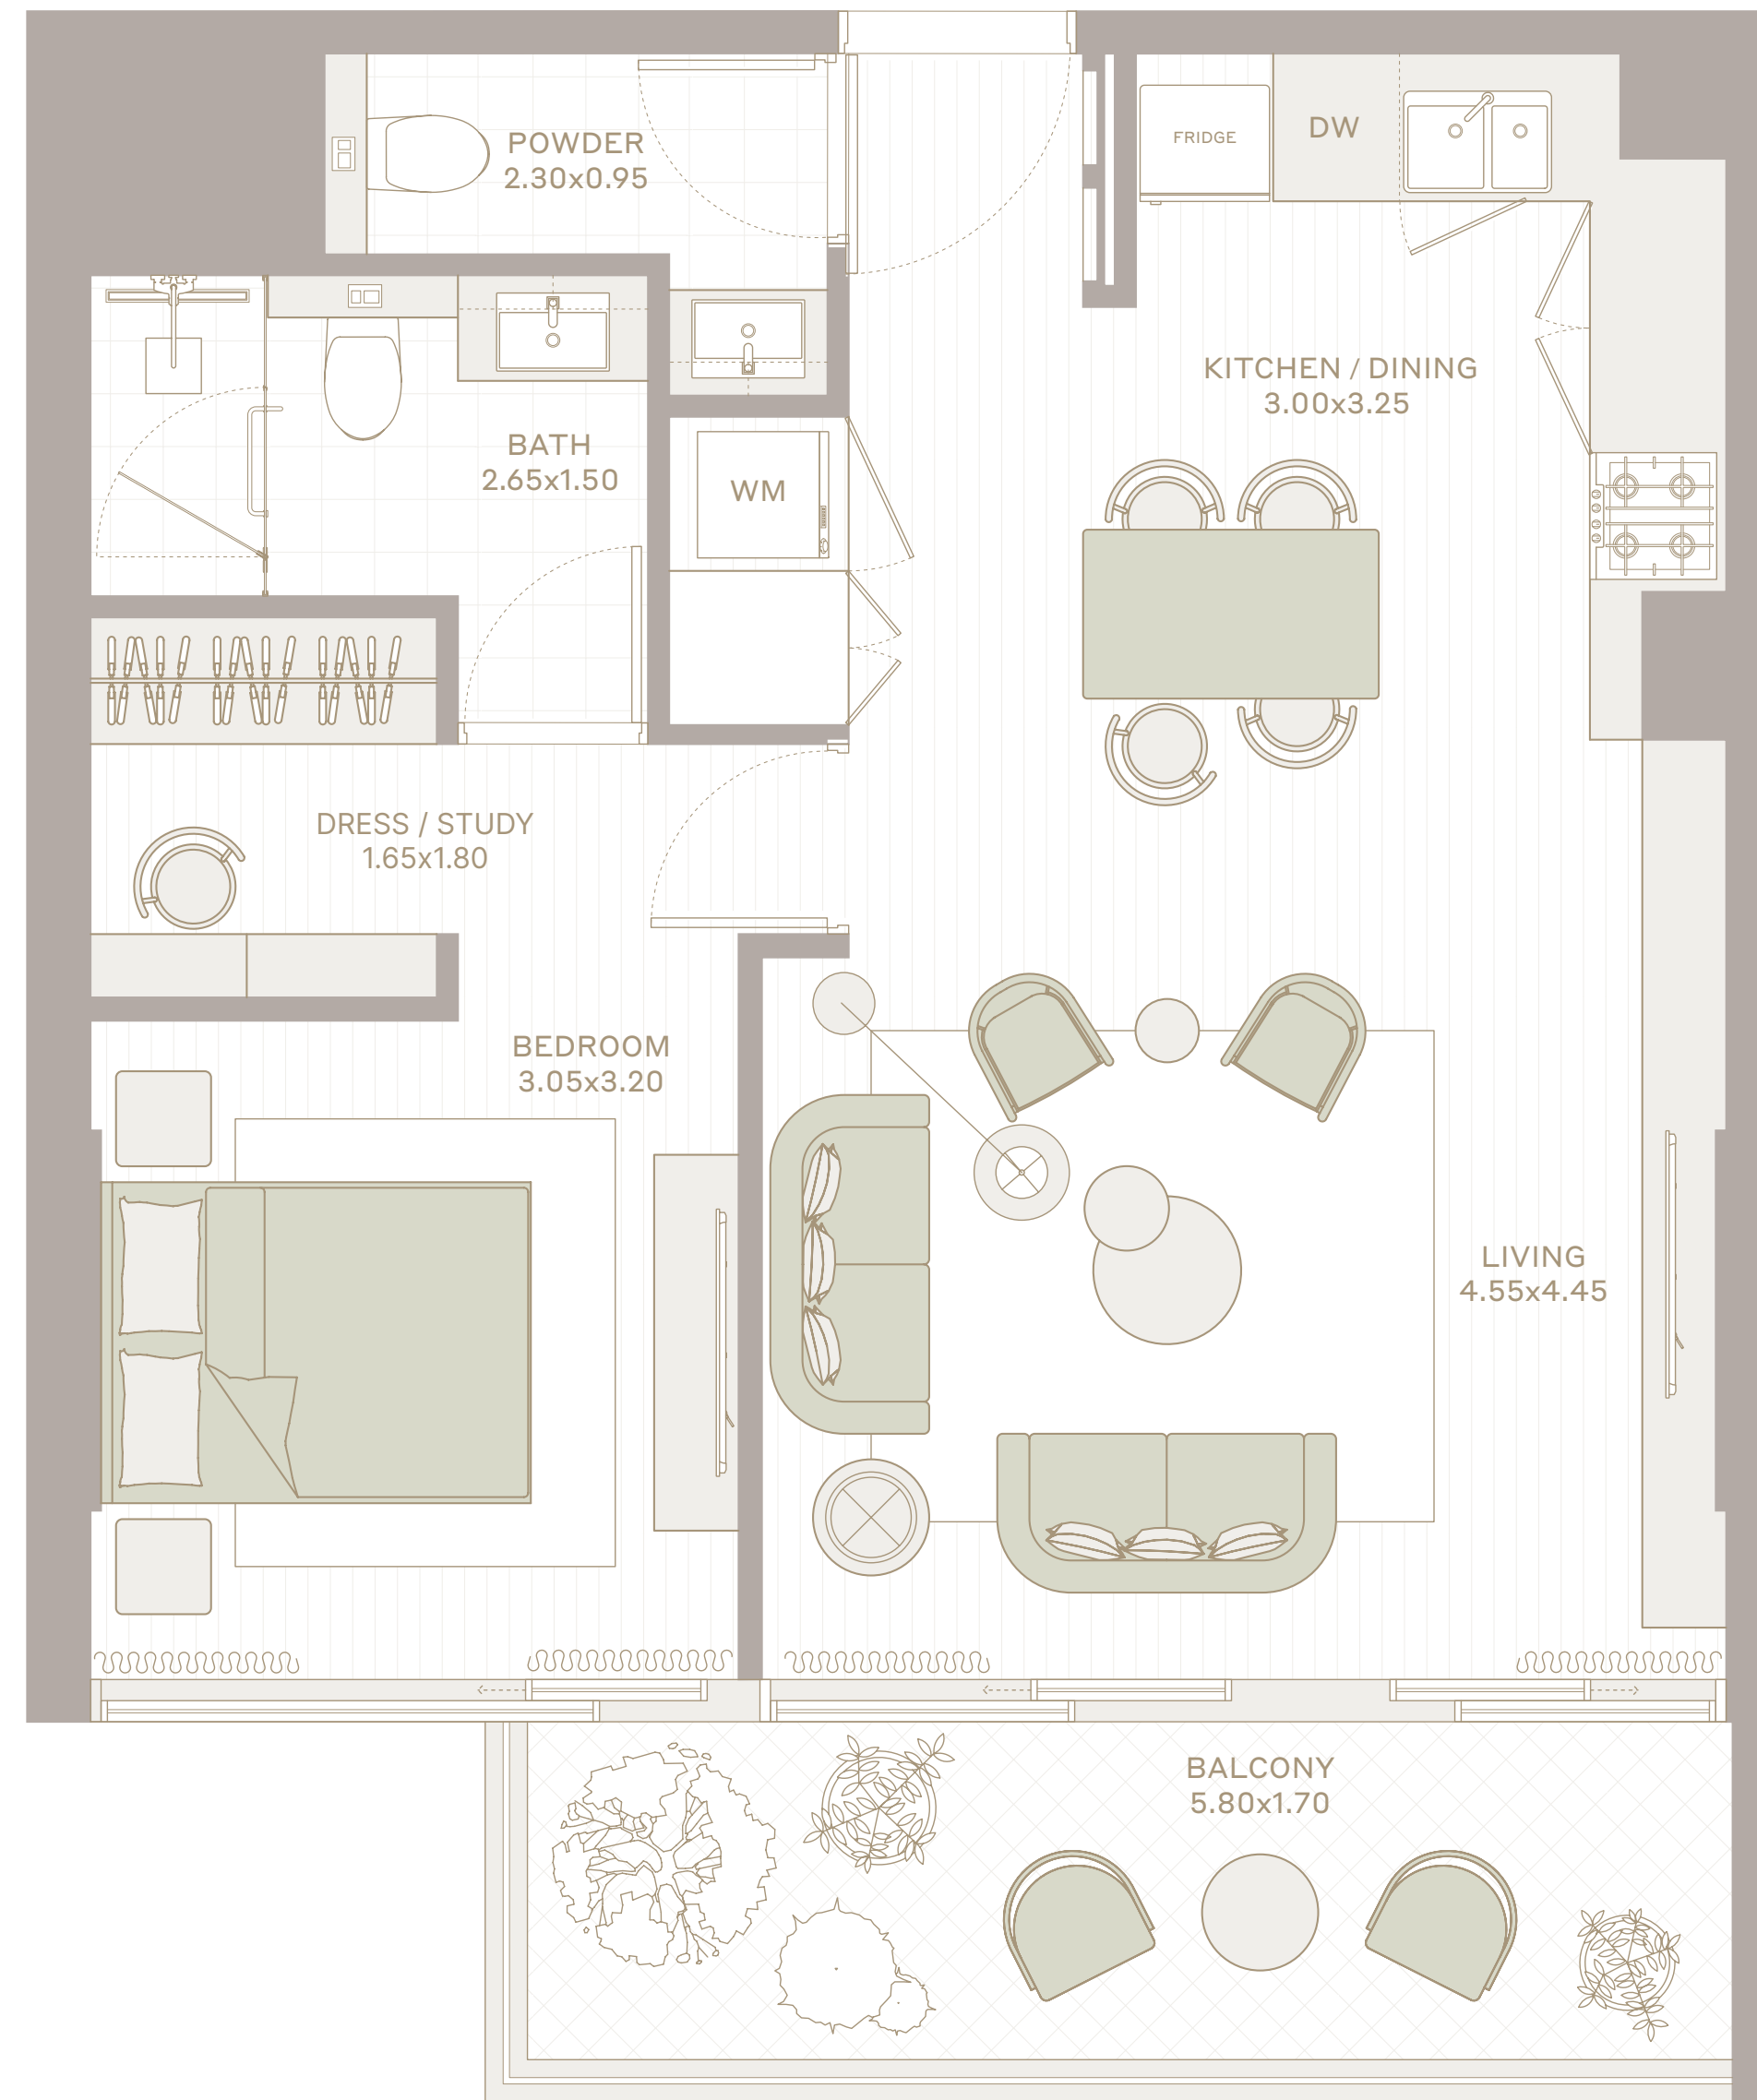 POWDER
2.30x0.95
FRIDGE
DW
KITCHEN / DINING
3.00x3.25
BATH
2.65x1.50
WM
DRESS / STUDY
1.65x1.80
BEDROOM
3.05x3.20
LIVING
4.55x4.45
BALCONY
5.80x1.70